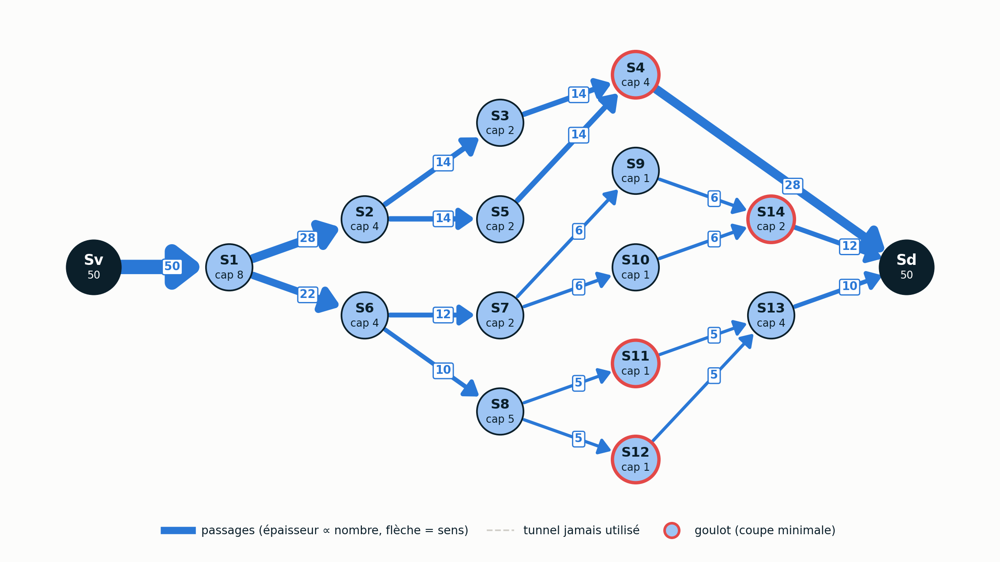 S4
cap 4
14
S3
cap 2
14
14
S9
cap 1
28
6
S2
cap 4
14
S5
cap 2
S14
cap 2
6
28
6
12
Sv
50
50
S1
cap 8
S10
cap 1
Sd
50
22
6
10
S6
cap 4
12
S7
cap 2
S13
cap 4
5
10
S11
cap 1
5
5
S8
cap 5
5
S12
cap 1
passages (épaisseur ∝ nombre, flèche = sens)
tunnel jamais utilisé
goulot (coupe minimale)